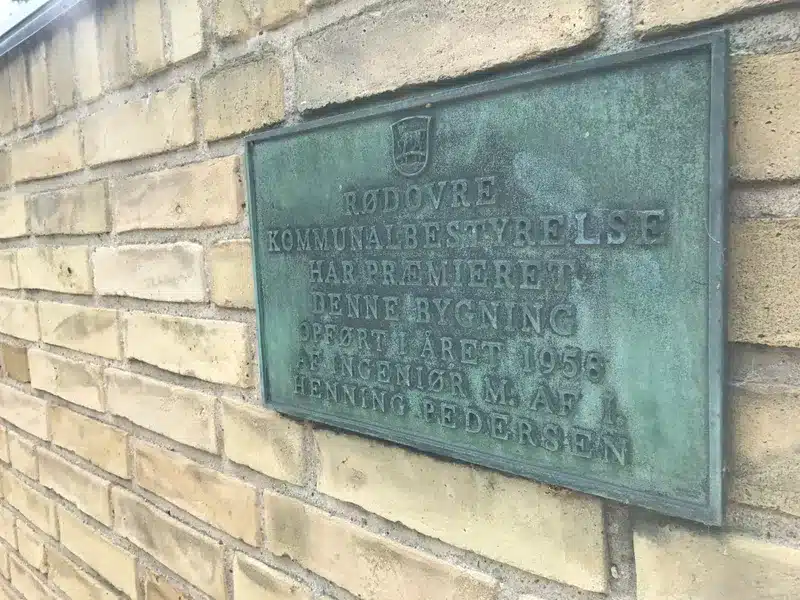 RØDOVRE
KOMMUNALBESTYRELSE
HAR PRÆMIERET
DENNE BYGNING
OPFØRT I ÅRET 1958
AF INGENIØR M. AF I.
HENNING PEDERSEN